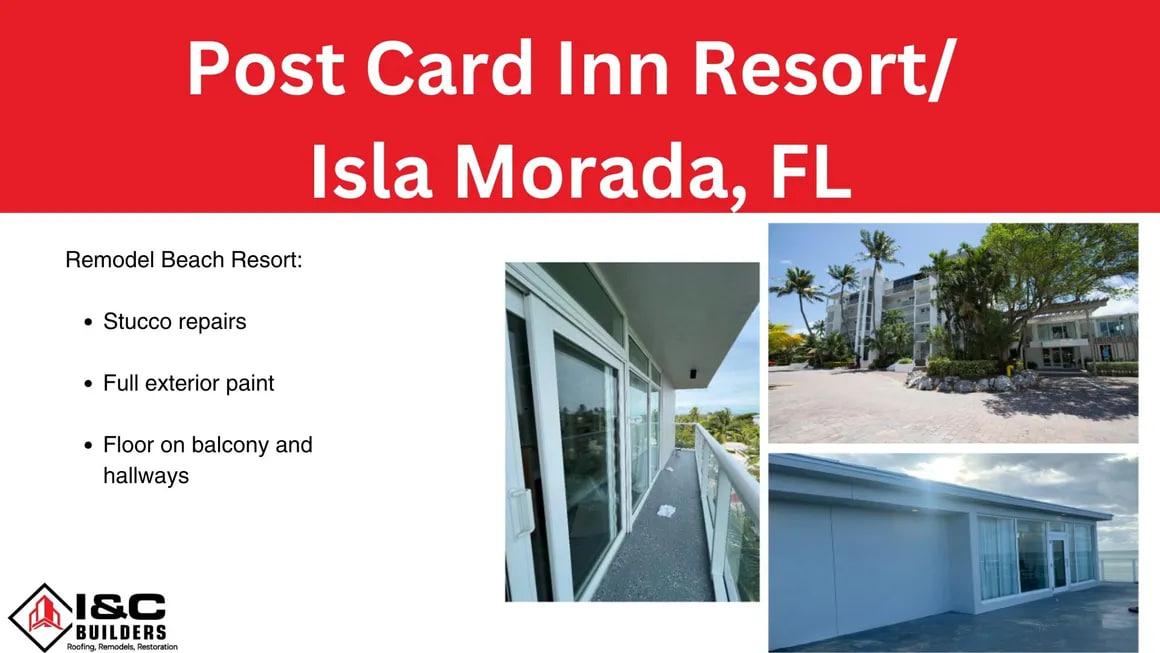 Post Card Inn Resort/
Isla Morada, FL
Remodel Beach Resort:
• Stucco repairs
• Full exterior paint
• Floor on balcony and
hallways
I&C
BUILDERS
Roofing, Remodels, Restoration